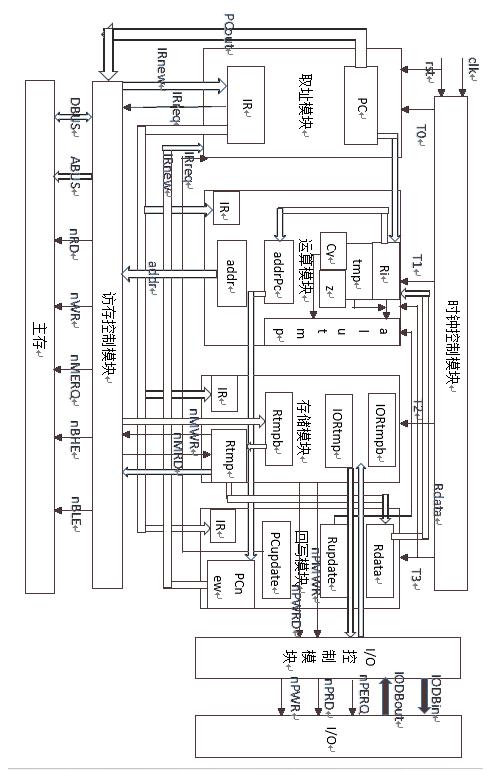 clk
rst
时钟控制模块
T0
T1
T2
T3
Rdata
PCout
取址模块
PC
IR
IRnew
IRreq
IRreq
IRnew
运算模块
Ri
tmp
Cy
z
addrPc
addr
IR
a l u t m p
addr
存储模块
IORtmpb
IORtmp
Rtmpb
Rtmp
IR
nMWR
nMRD
回写模块
Rdata
Rupdate
PCupdate
PCn
ew
IR
nPMWR
nPWRD
访存控制模块
DBUS
ABUS
nRD
nWR
nMERQ
nBHE
nBLE
主存
I/O
控制模
块
IODBin
IODBout
nPERQ
nPRD
nPWR
I/O